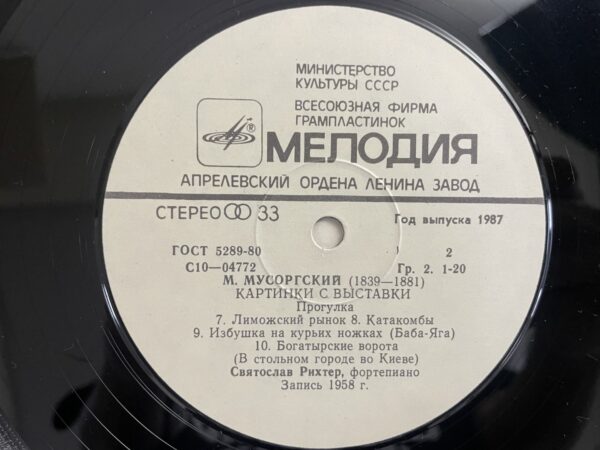 МИНИСТЕРСТВО
КУЛЬТУРЫ СССР
ВСЕСОЮЗНАЯ ФИРМА
ГРАМПЛАСТИНОК
® МЕЛОДИЯ
АПРЕЛЕВСКИЙ ОРДЕНА ЛЕНИНА ЗАВОД
СТЕРЕО 33 Год выпуска 1987
ГОСТ 5289-80 2
С10—04772 Гр. 2. 1-20
М. МУСОРГСКИЙ (1839—1881)
КАРТИНКИ С ВЫСТАВКИ
Прогулка
7. Лиможский рынок 8. Катакомбы
9. Избушка на курьих ножках (Баба-Яга)
10. Богатырские ворота
(В стольном городе во Киеве)
Святослав Рихтер, фортепиано
Запись 1958 г.